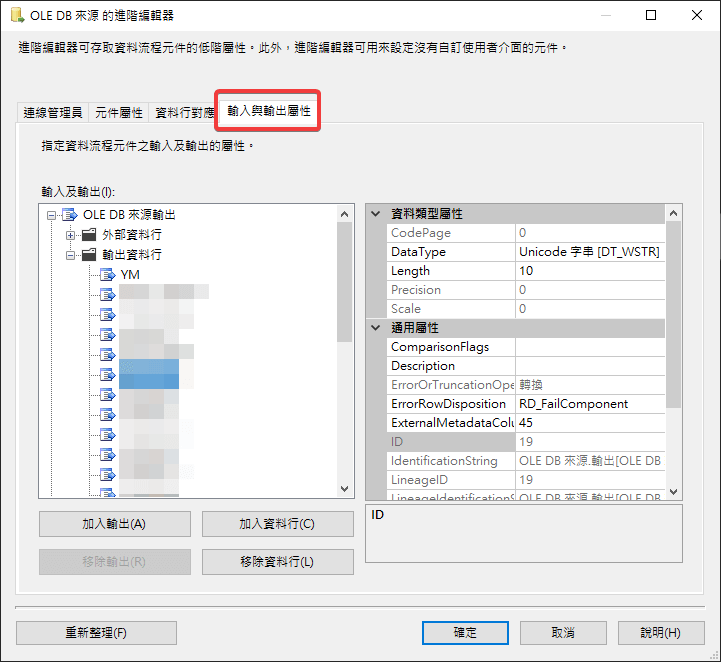 OLE DB 來源 的進階編輯器
進階編輯器可存取資料流程元件的低階屬性。此外，進階編輯器可用來設定沒有自訂使用者介面的元件。
連線管理員 元件屬性 資料行對應 輸入與輸出屬性
指定資料流程元件之輸入及輸出的屬性。
輸入及輸出(I):
OLE DB 來源輸出
外部資料行
輸出資料行
YM
加入輸出(A) 加入資料行(C)
移除輸出(R) 移除資料行(L)
資料類型屬性
CodePage 0
DataType Unicode 字串 [DT_WSTR]
Length 10
Precision 0
Scale 0
通用屬性
ComparisonFlags
Description
ErrorOrTruncationOpe 轉換
ErrorRowDisposition RD_FailComponent
ExternalMetadataColu 45
ID 19
IdentificationString OLE DB 來源.輸出[OLE DB
LineageID 19
LineageIdentificationS OLE DB 來源.輸出[OLE DB
ID
重新整理(F) 確定 取消 說明(H)